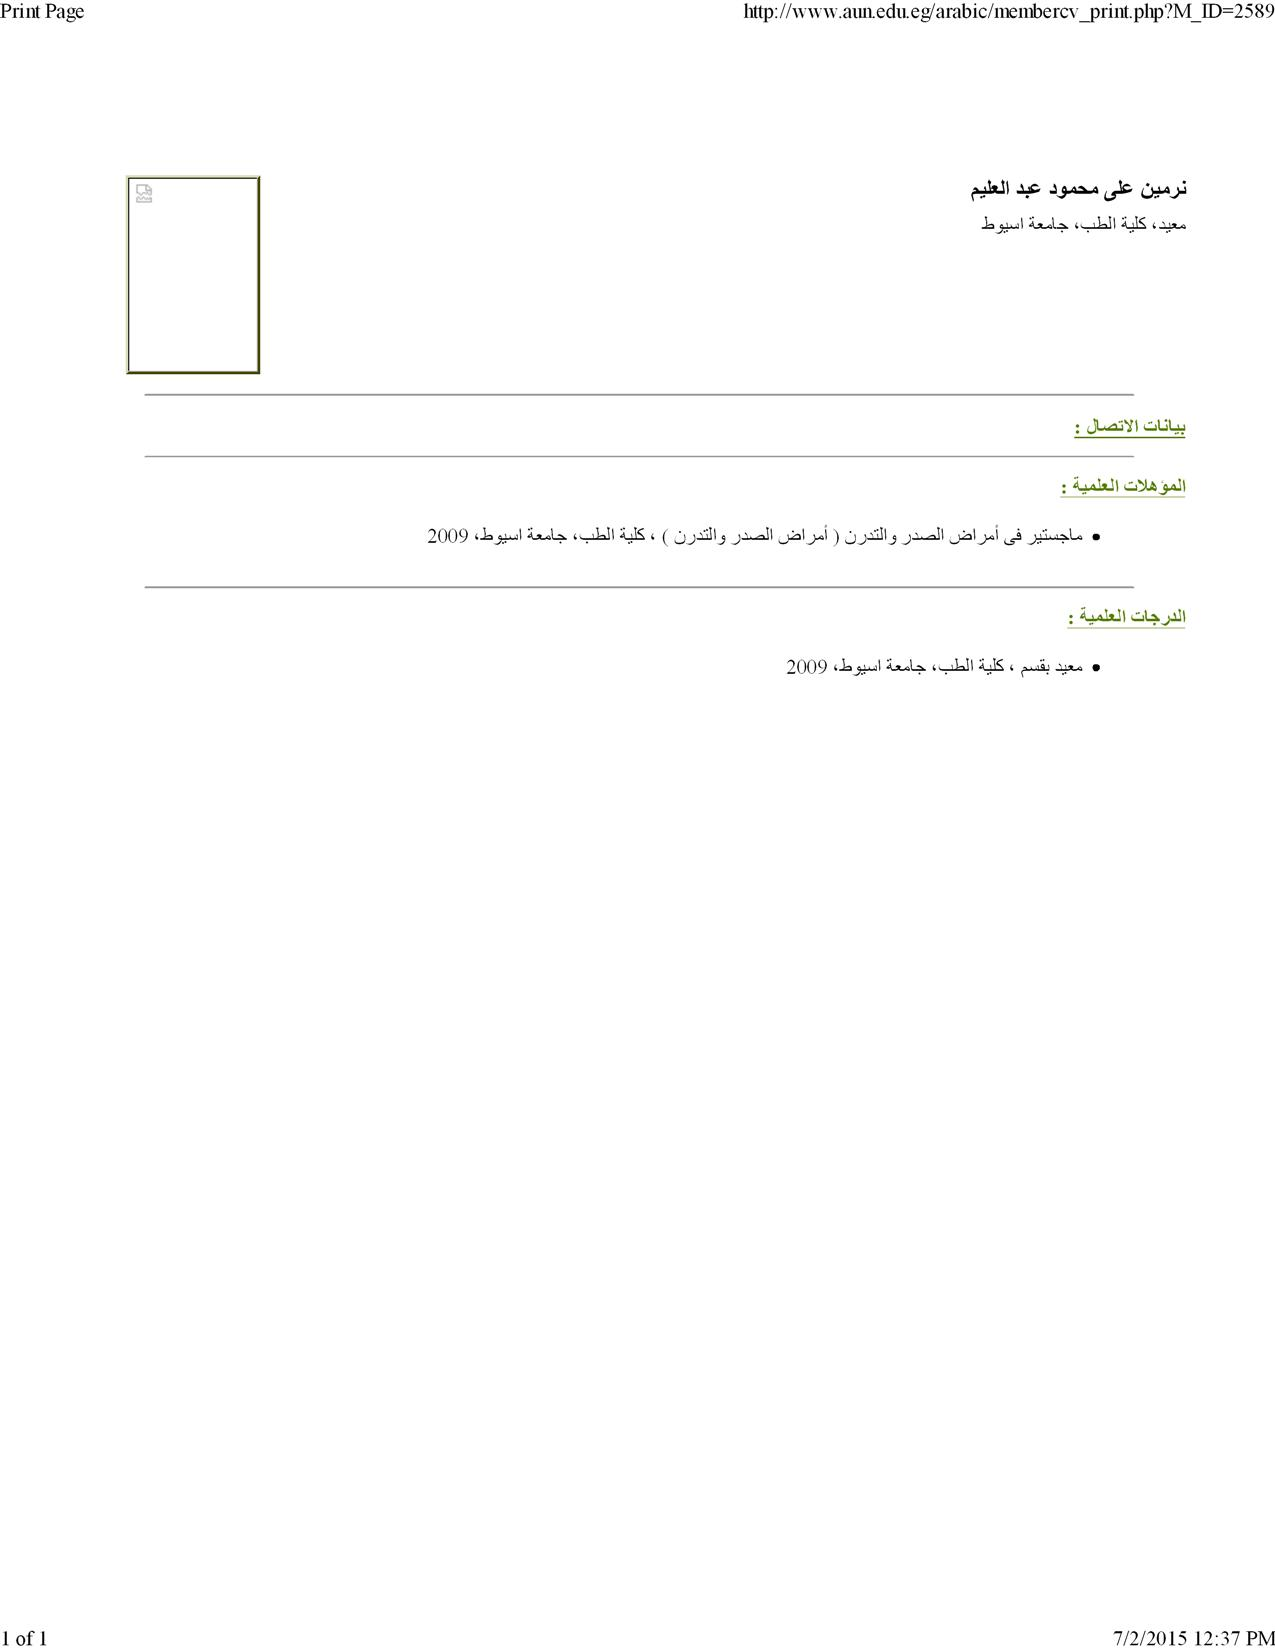 Print Page
http://www.aun.edu.eg/arabic/membercv_print.php?M_ID=2589
نرمين على محمود عبد العليم
معيد، كلية الطب، جامعة اسيوط
بيانات الاتصال :
المؤهلات العلمية :
• ماجستير فى أمراض الصدر والتدرن ( أمراض الصدر والتدرن ) ، كلية الطب، جامعة اسيوط، 2009
الدرجات العلمية :
• معيد بقسم ، كلية الطب، جامعة اسيوط، 2009
1 of 1
7/2/2015 12:37 PM